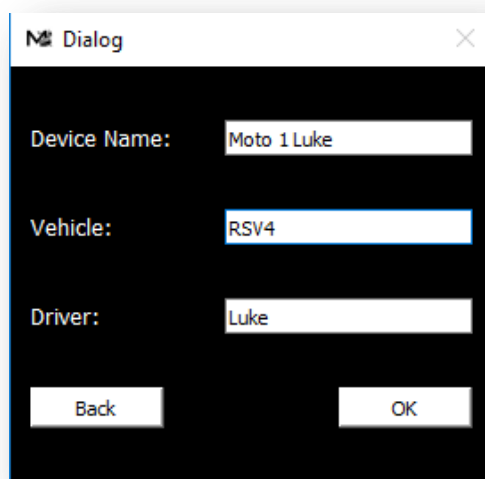 Dialog
Device Name: Moto 1 Luke
Vehicle: RSV4
Driver: Luke
Back OK